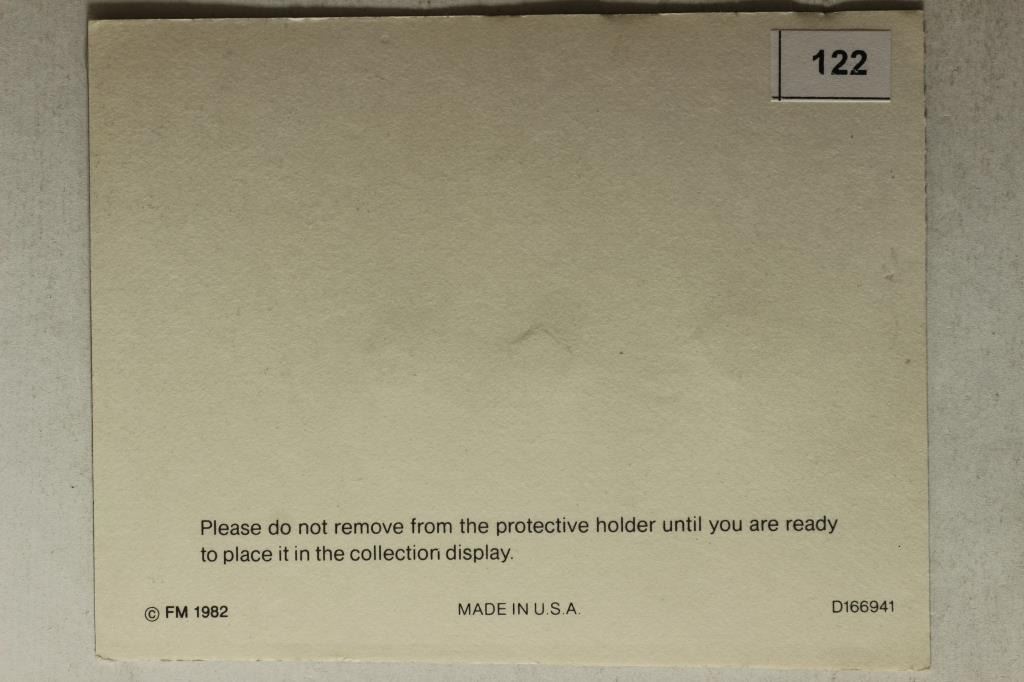 122
Please do not remove from the protective holder until you are ready
to place it in the collection display.
© FM 1982 MADE IN U.S.A. D166941